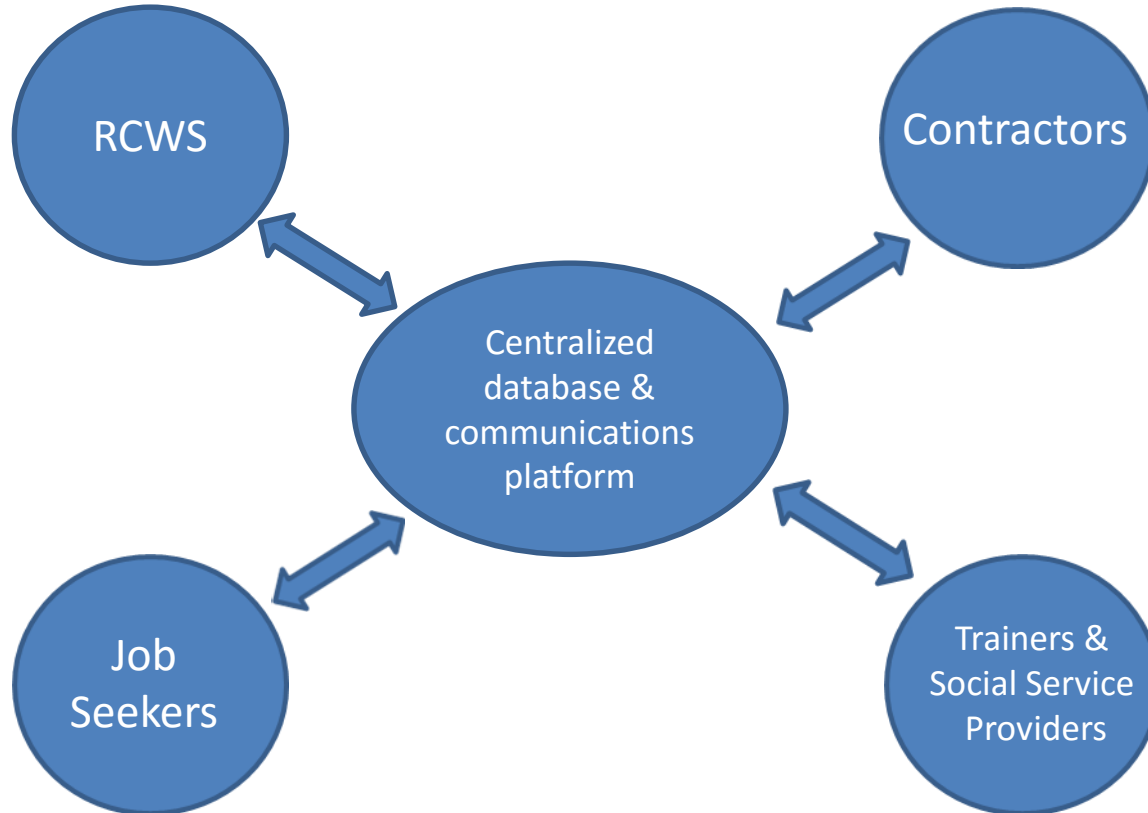 RCWS
Contractors
Centralized
database &
communications
platform
Job
Seekers
Trainers &
Social Service
Providers